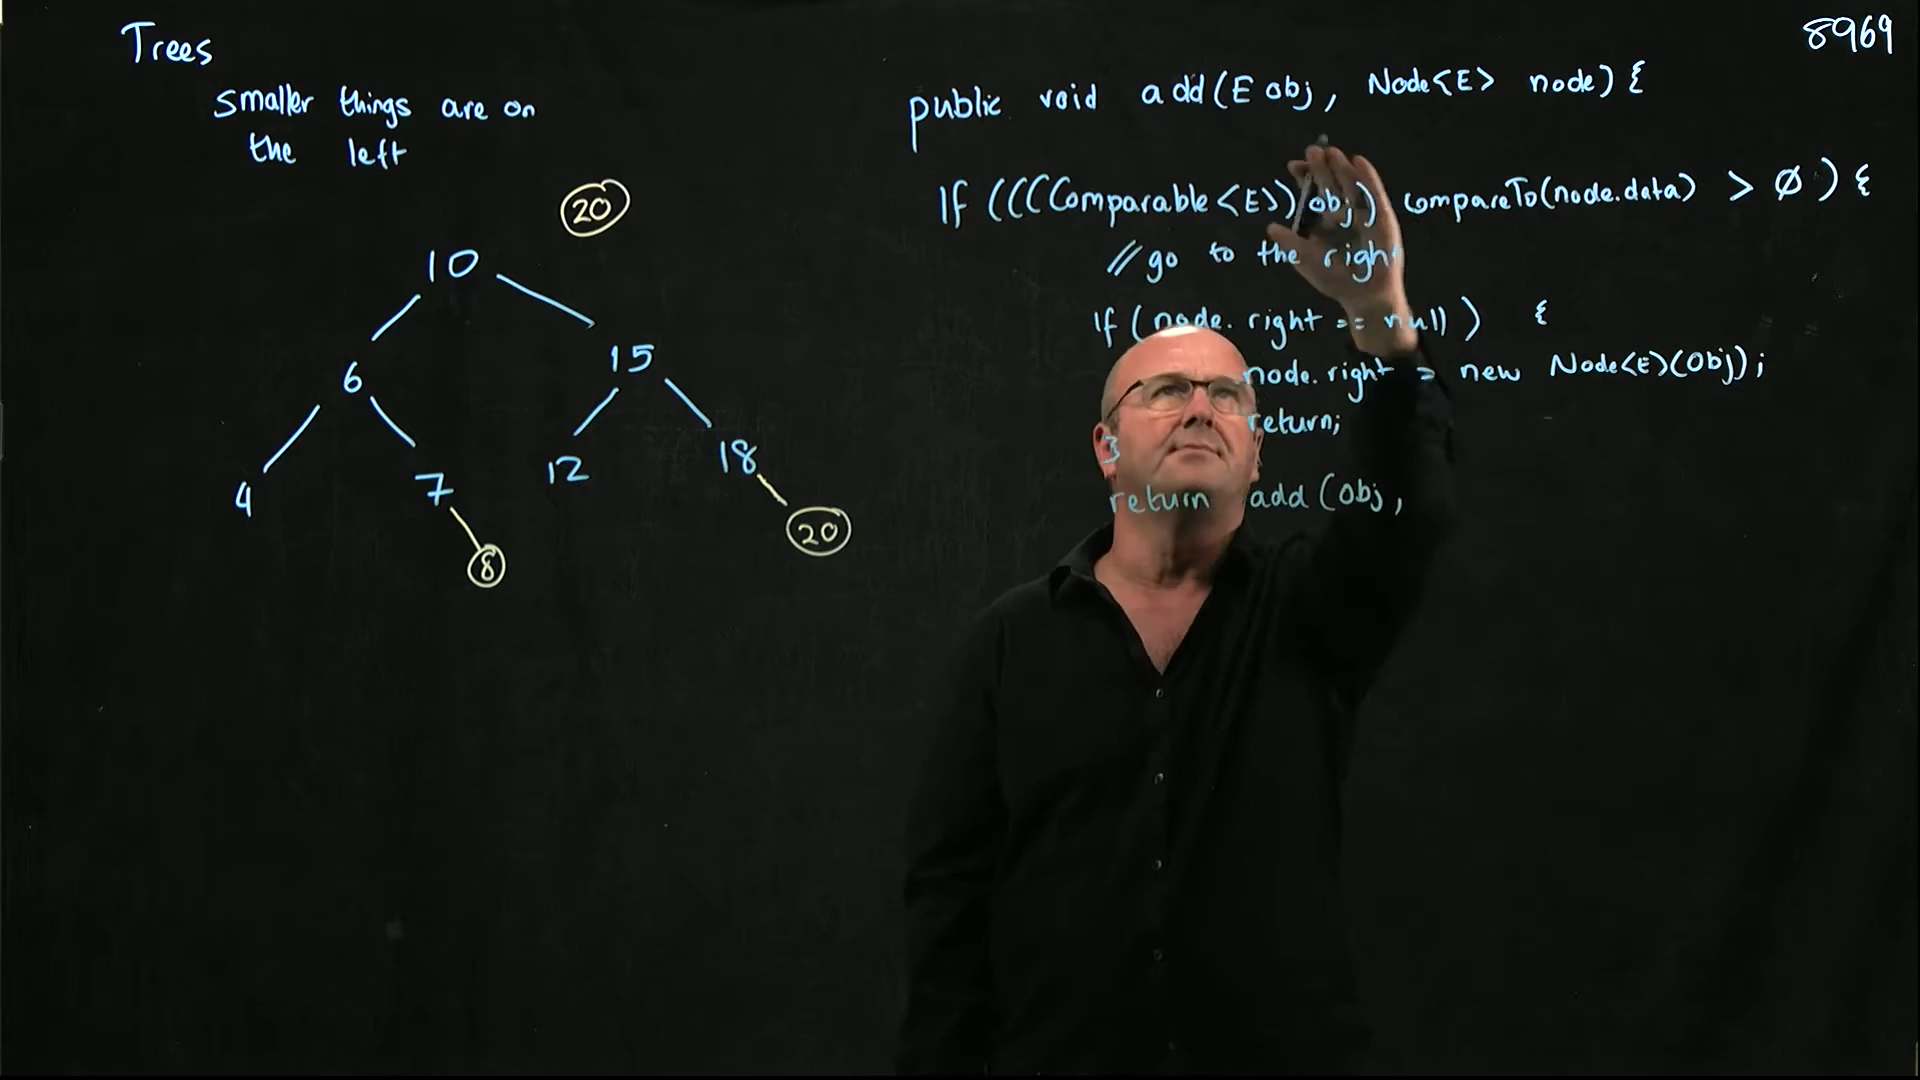 Trees
8969
smaller things are on
the left
20
10
6
15
4
7
12
18
8
20
public void add(E obj, Node<E> node) {
If (((Comparable<E>) obj) compareTo(node.data) > Ø ) {
// go to the right
If (node.right == null) {
node.right = new Node<E>(obj);
return;
}
return add(obj,